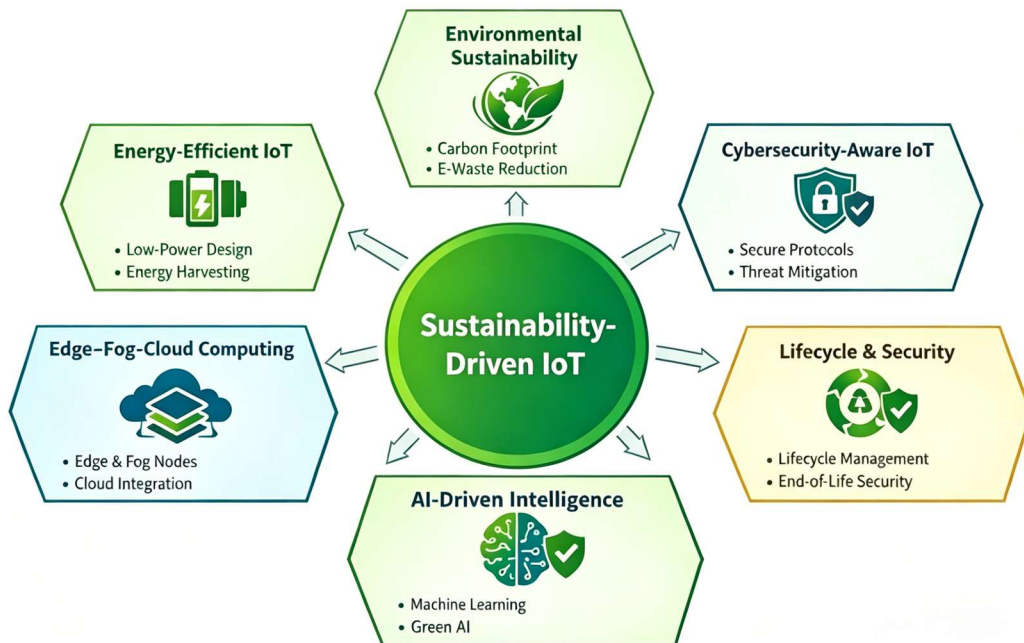 Environmental
Sustainability
• Carbon Footprint
• E-Waste Reduction
Energy-Efficient IoT
• Low-Power Design
• Energy Harvesting
Cybersecurity-Aware IoT
• Secure Protocols
• Threat Mitigation
Sustainability-
Driven IoT
Edge–Fog–Cloud Computing
• Edge & Fog Nodes
• Cloud Integration
Lifecycle & Security
• Lifecycle Management
• End-of-Life Security
AI-Driven Intelligence
• Machine Learning
• Green AI